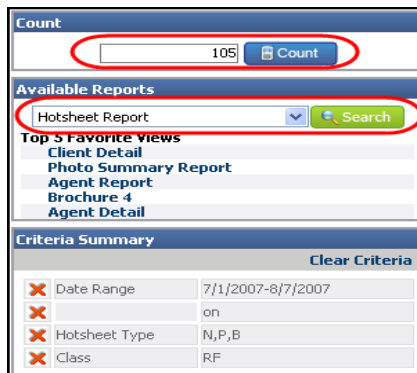 Count
105 Count
Available Reports
Hotsheet Report Search
Top 5 Favorite Views
Client Detail
Photo Summary Report
Agent Report
Brochure 4
Agent Detail
Criteria Summary
Clear Criteria
Date Range 7/1/2007-8/7/2007
on
Hotsheet Type N,P,B
Class RF